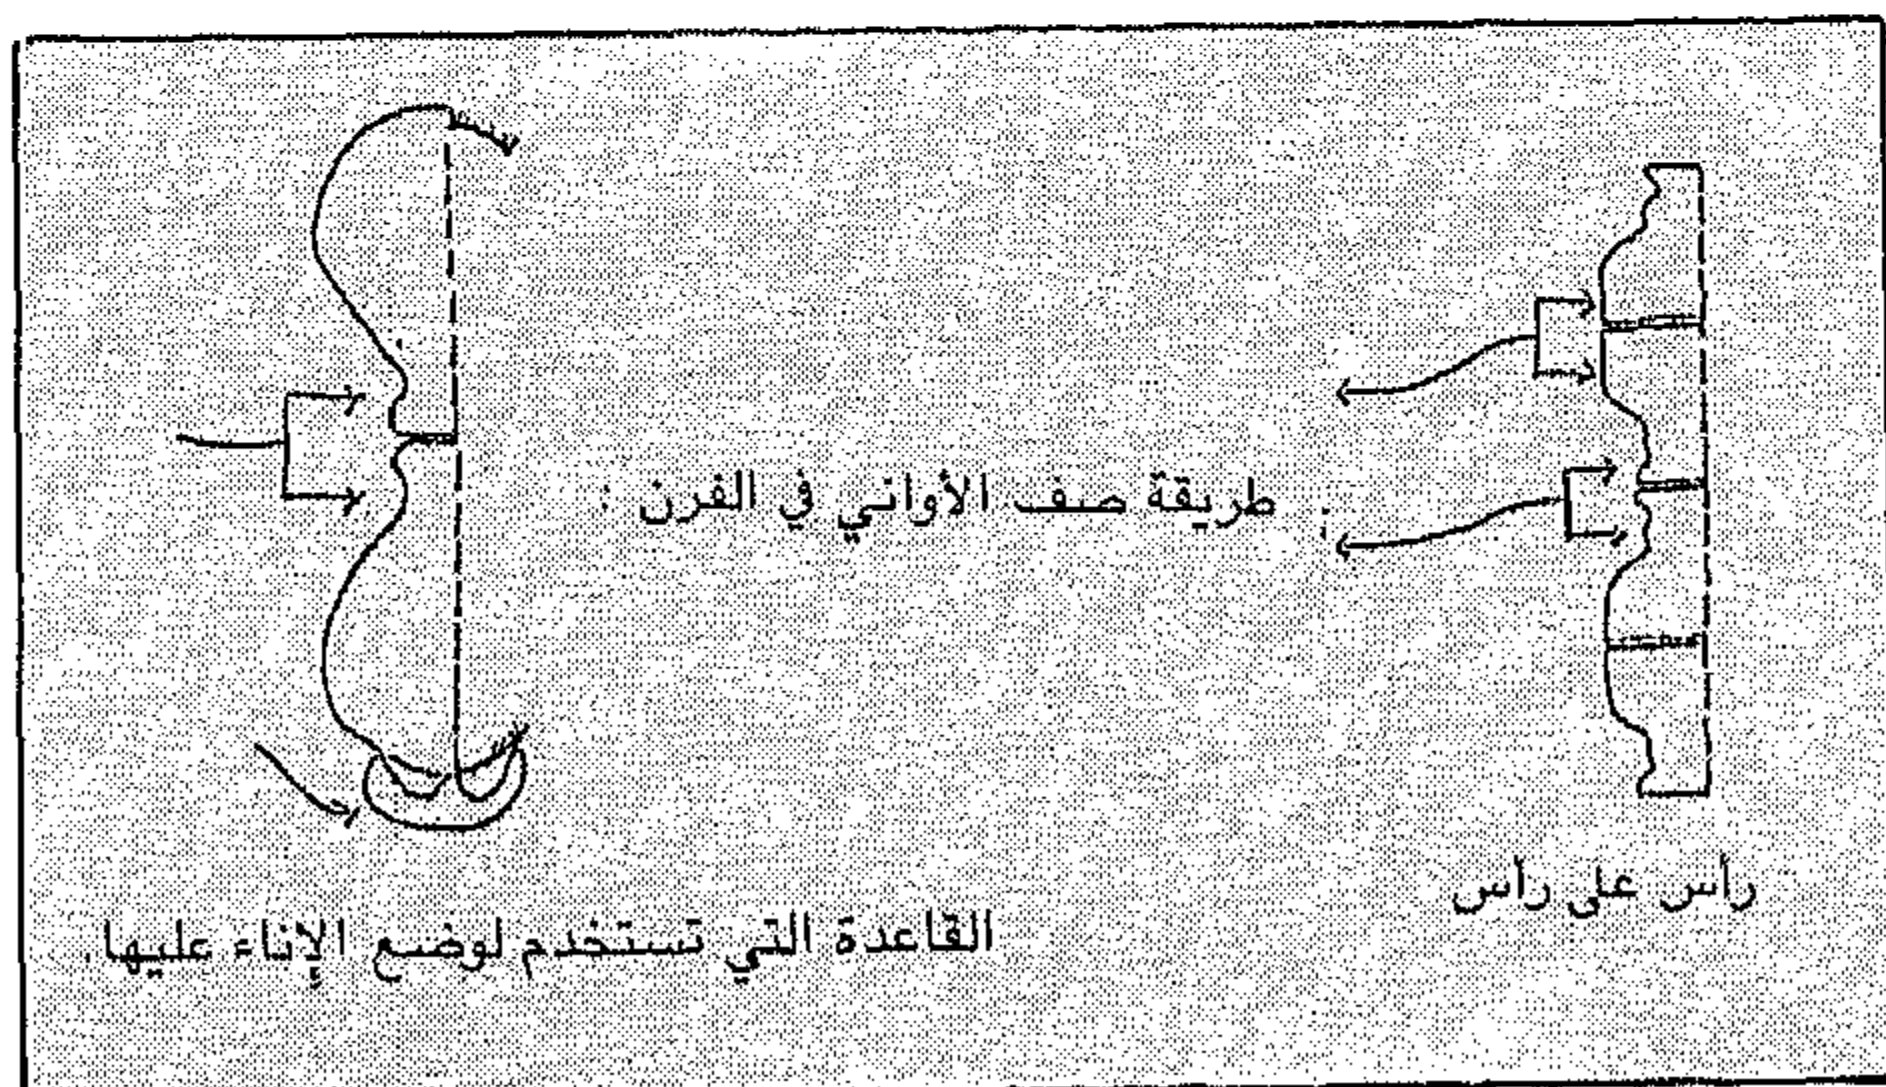 طريقة صف الأواني في الفرن :
رأس على رأس
القاعدة التي تستخدم لوضع الإناء عليها.